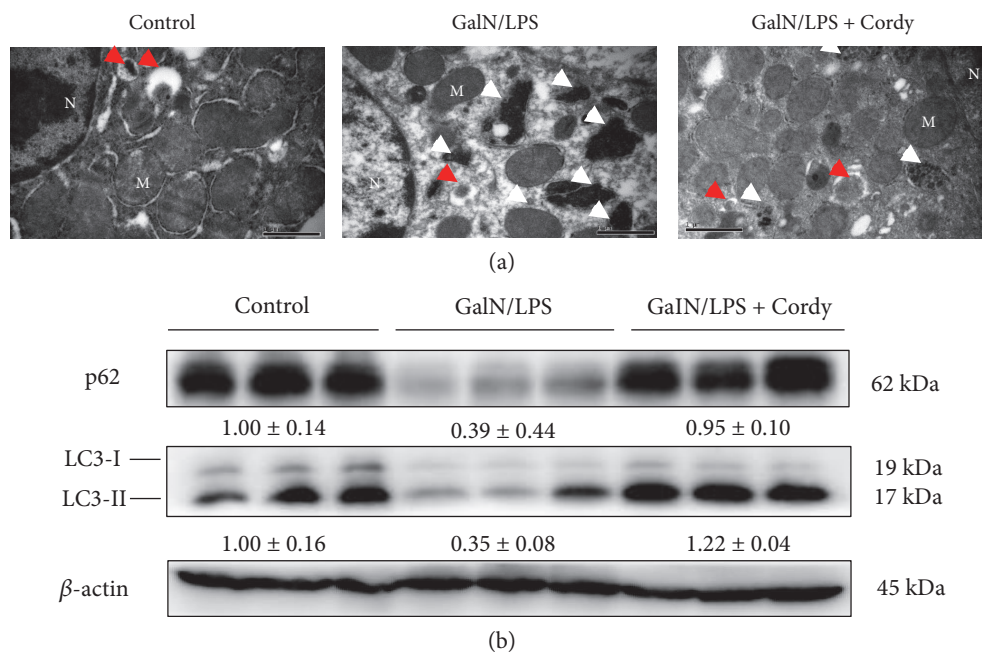 Control GalN/LPS GalN/LPS + Cordy
N M
M N
N M
(a)
Control GalN/LPS GaIN/LPS + Cordy
p62 62 kDa
1.00 ± 0.14 0.39 ± 0.44 0.95 ± 0.10
LC3-I 19 kDa
LC3-II 17 kDa
1.00 ± 0.16 0.35 ± 0.08 1.22 ± 0.04
β-actin 45 kDa
(b)